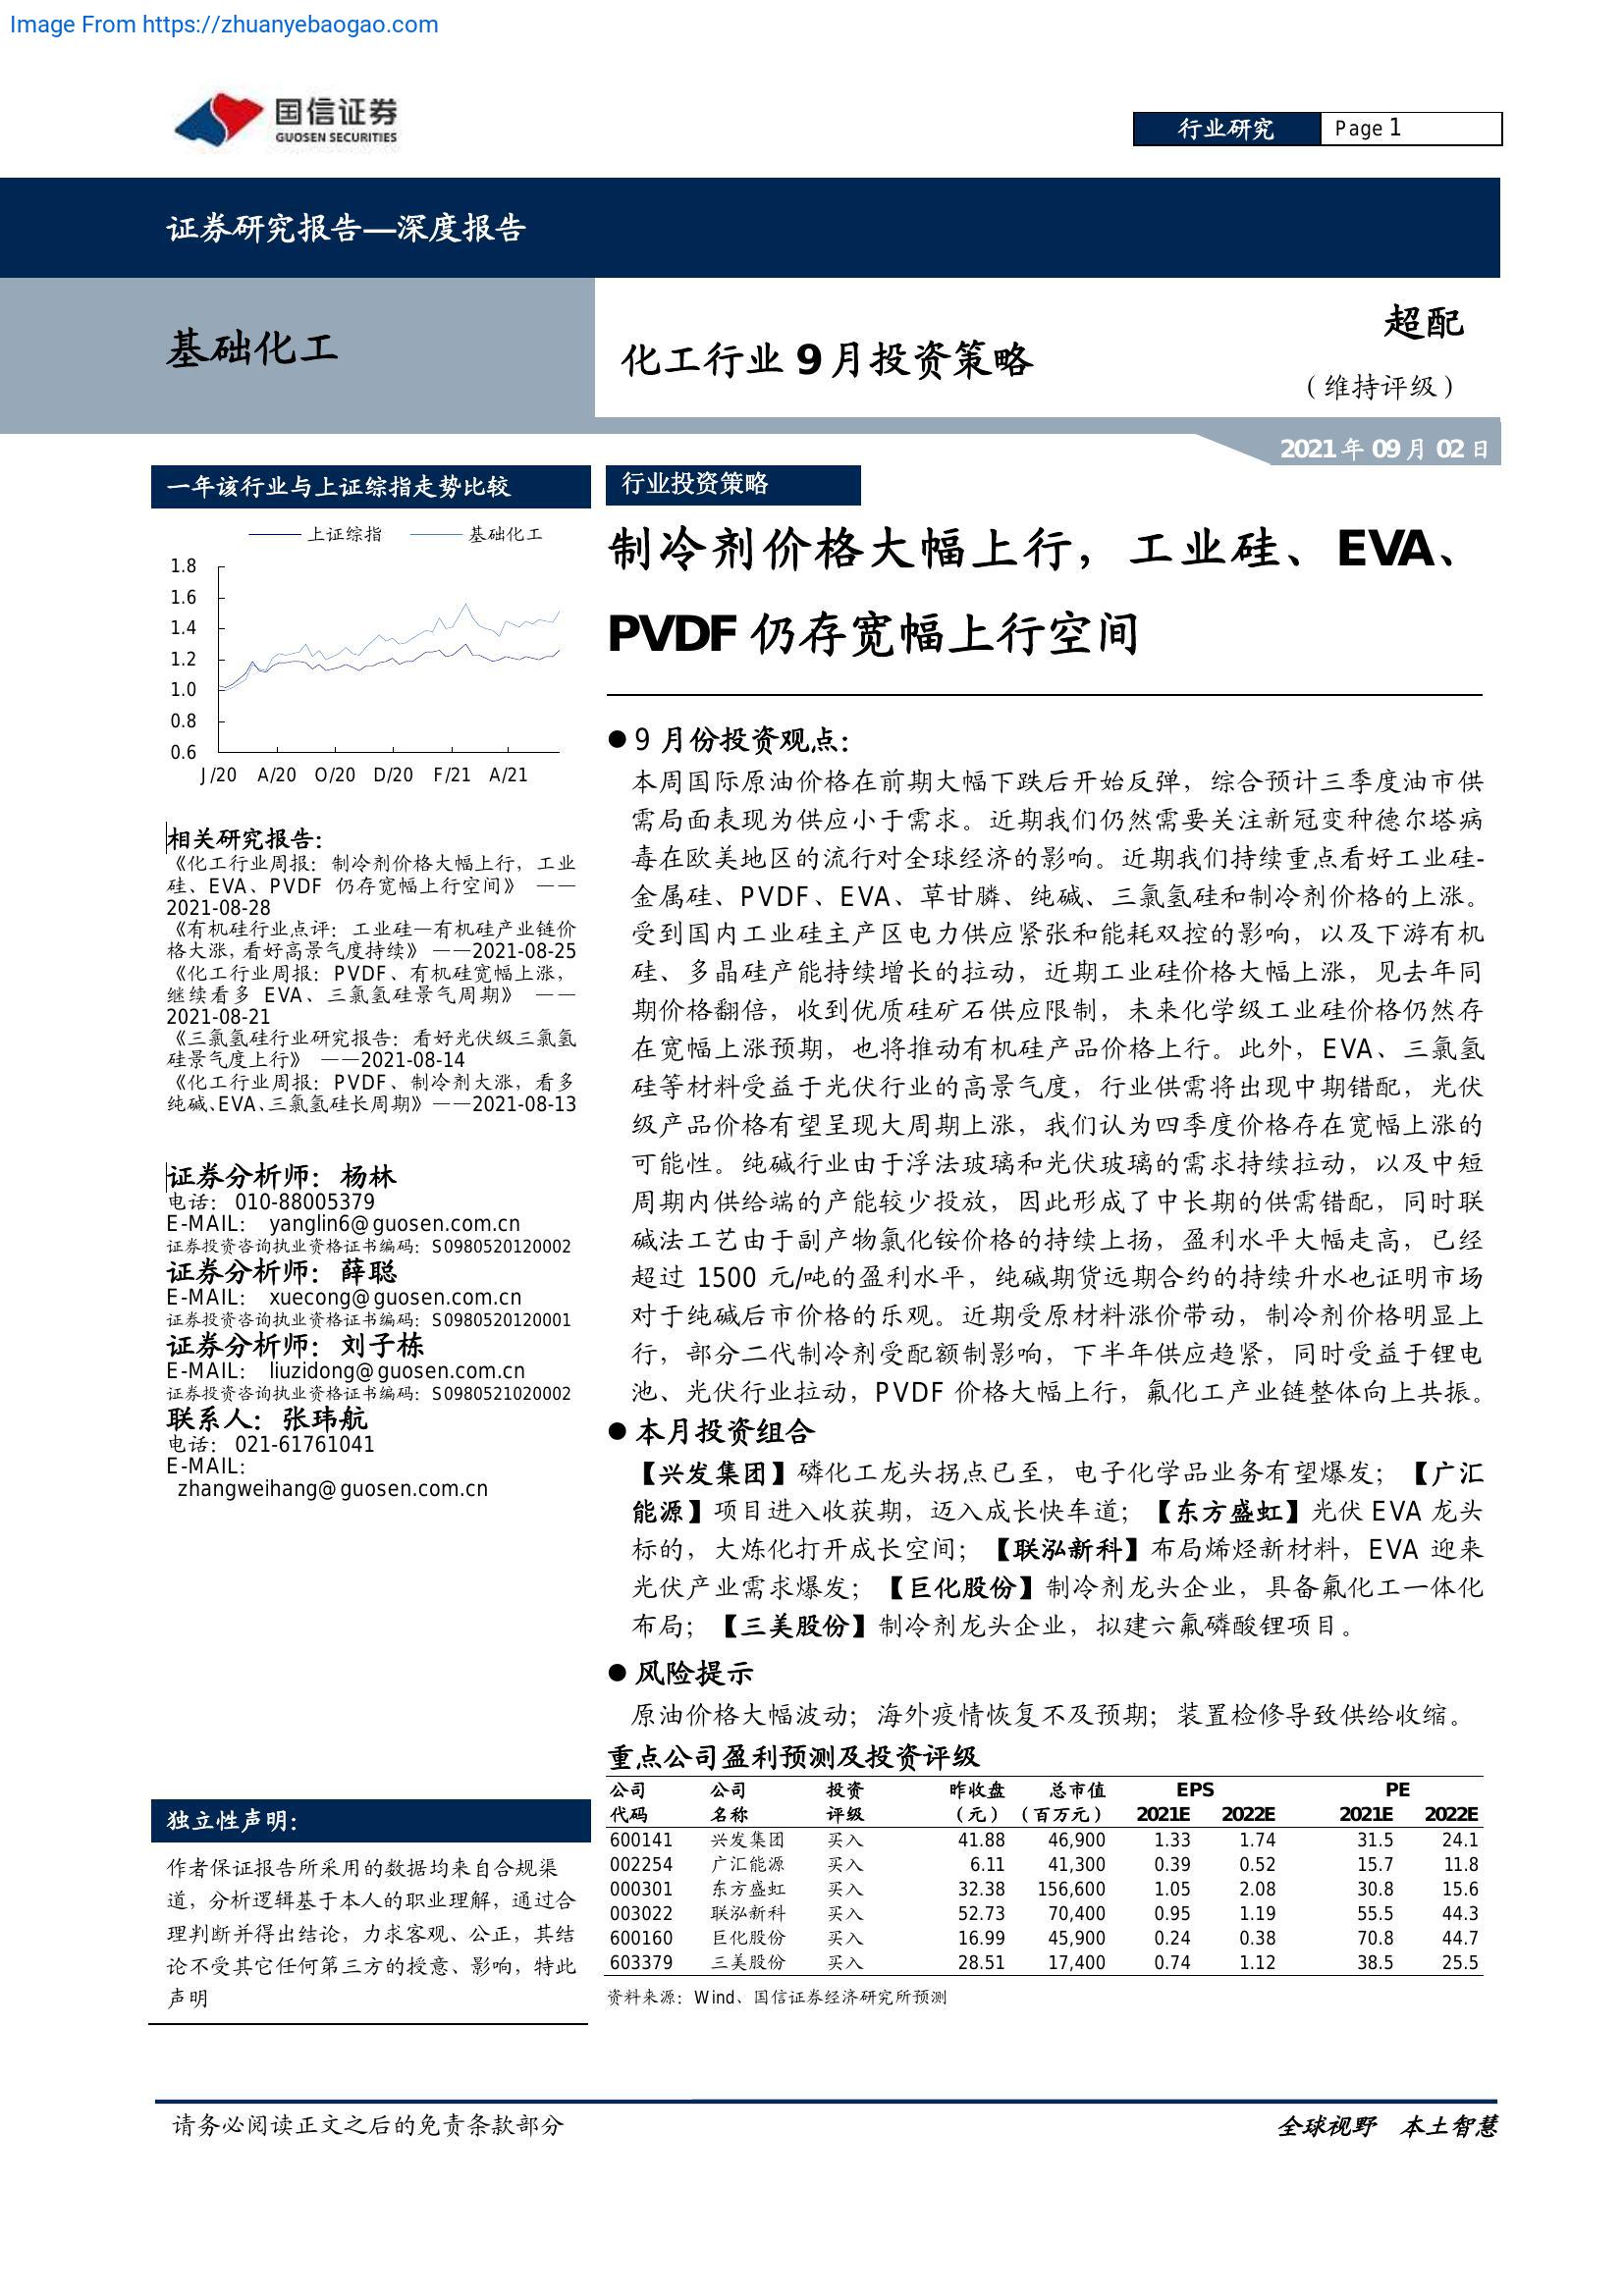 Image From https://zhuanyebaogao.com
国信证券
GUOSEN SECURITIES
行业研究 Page 1
证券研究报告—深度报告
基础化工
化工行业 9 月投资策略
超配
（维持评级）
2021 年 09 月 02 日
一年该行业与上证综指走势比较
上证综指 基础化工
1.8
1.6
1.4
1.2
1.0
0.8
0.6
J/20 A/20 O/20 D/20 F/21 A/21
相关研究报告：
《化工行业周报：制冷剂价格大幅上行，工业
硅、EVA、PVDF 仍存宽幅上行空间》 ——
2021-08-28
《有机硅行业点评：工业硅—有机硅产业链价
格大涨，看好高景气度持续》 ——2021-08-25
《化工行业周报：PVDF、有机硅宽幅上涨，
继续看多 EVA、三氯氢硅景气周期》 ——
2021-08-21
《三氯氢硅行业研究报告：看好光伏级三氯氢
硅景气度上行》 ——2021-08-14
《化工行业周报：PVDF、制冷剂大涨，看多
纯碱、EVA、三氯氢硅长周期》——2021-08-13
证券分析师：杨林
电话： 010-88005379
E-MAIL： yanglin6@guosen.com.cn
证券投资咨询执业资格证书编码：S0980520120002
证券分析师：薛聪
E-MAIL： xuecong@guosen.com.cn
证券投资咨询执业资格证书编码：S0980520120001
证券分析师：刘子栋
E-MAIL： liuzidong@guosen.com.cn
证券投资咨询执业资格证书编码：S0980521020002
联系人：张玮航
电话： 021-61761041
E-MAIL：
zhangweihang@guosen.com.cn
独立性声明：
作者保证报告所采用的数据均来自合规渠
道，分析逻辑基于本人的职业理解，通过合
理判断并得出结论，力求客观、公正，其结
论不受其它任何第三方的授意、影响，特此
声明
行业投资策略
制冷剂价格大幅上行，工业硅、EVA、
PVDF 仍存宽幅上行空间
● 9 月份投资观点：
本周国际原油价格在前期大幅下跌后开始反弹，综合预计三季度油市供
需局面表现为供应小于需求。近期我们仍然需要关注新冠变种德尔塔病
毒在欧美地区的流行对全球经济的影响。近期我们持续重点看好工业硅-
金属硅、PVDF、EVA、草甘膦、纯碱、三氯氢硅和制冷剂价格的上涨。
受到国内工业硅主产区电力供应紧张和能耗双控的影响，以及下游有机
硅、多晶硅产能持续增长的拉动，近期工业硅价格大幅上涨，见去年同
期价格翻倍，收到优质硅矿石供应限制，未来化学级工业硅价格仍然存
在宽幅上涨预期，也将推动有机硅产品价格上行。此外，EVA、三氯氢
硅等材料受益于光伏行业的高景气度，行业供需将出现中期错配，光伏
级产品价格有望呈现大周期上涨，我们认为四季度价格存在宽幅上涨的
可能性。纯碱行业由于浮法玻璃和光伏玻璃的需求持续拉动，以及中短
周期内供给端的产能较少投放，因此形成了中长期的供需错配，同时联
碱法工艺由于副产物氯化铵价格的持续上扬，盈利水平大幅走高，已经
超过 1500 元/吨的盈利水平，纯碱期货远期合约的持续升水也证明市场
对于纯碱后市价格的乐观。近期受原材料涨价带动，制冷剂价格明显上
行，部分二代制冷剂受配额制影响，下半年供应趋紧，同时受益于锂电
池、光伏行业拉动，PVDF 价格大幅上行，氟化工产业链整体向上共振。
● 本月投资组合
【兴发集团】磷化工龙头拐点已至，电子化学品业务有望爆发；【广汇
能源】项目进入收获期，迈入成长快车道；【东方盛虹】光伏 EVA 龙头
标的，大炼化打开成长空间；【联泓新科】布局烯烃新材料，EVA 迎来
光伏产业需求爆发；【巨化股份】制冷剂龙头企业，具备氟化工一体化
布局；【三美股份】制冷剂龙头企业，拟建六氟磷酸锂项目。
● 风险提示
原油价格大幅波动；海外疫情恢复不及预期；装置检修导致供给收缩。
重点公司盈利预测及投资评级
公司 公司 投资 昨收盘 总市值 EPS PE
代码 名称 评级 （元） （百万元） 2021E 2022E 2021E 2022E
600141 兴发集团 买入 41.88 46,900 1.33 1.74 31.5 24.1
002254 广汇能源 买入 6.11 41,300 0.39 0.52 15.7 11.8
000301 东方盛虹 买入 32.38 156,600 1.05 2.08 30.8 15.6
003022 联泓新科 买入 52.73 70,400 0.95 1.19 55.5 44.3
600160 巨化股份 买入 16.99 45,900 0.24 0.38 70.8 44.7
603379 三美股份 买入 28.51 17,400 0.74 1.12 38.5 25.5
资料来源：Wind、国信证券经济研究所预测
请务必阅读正文之后的免责条款部分
全球视野 本土智慧